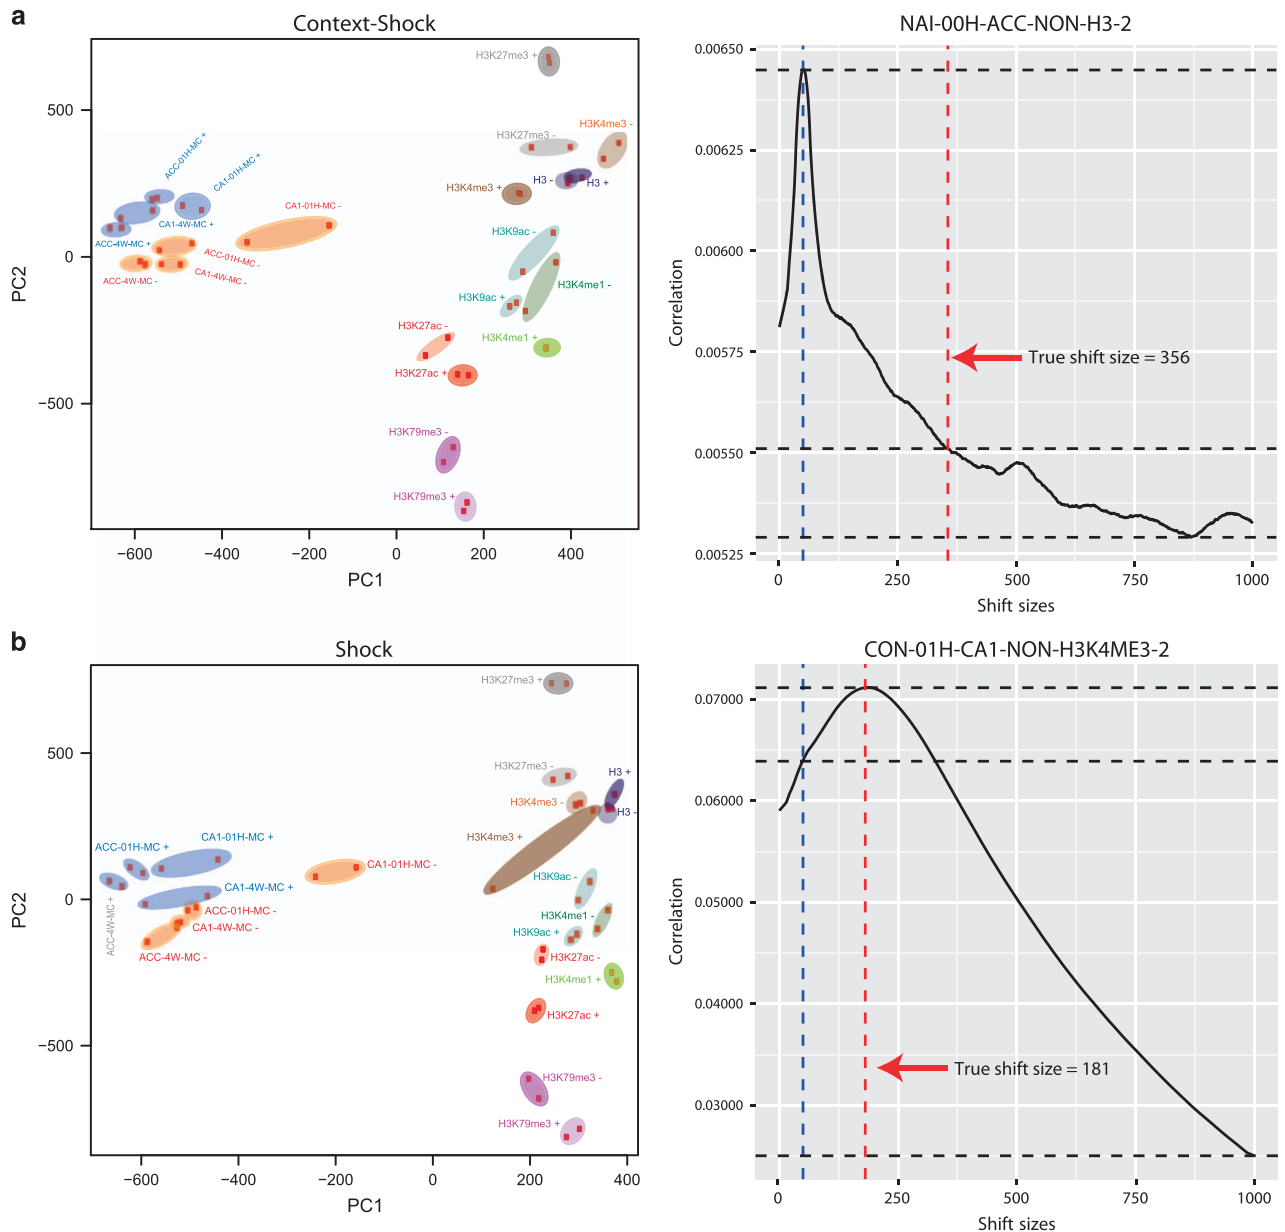 a
Context-Shock
500
0
−500
PC2
−600
−400
−200
0
200
400
PC1
H3K27me3 +
H3K4me3 -
H3K27me3 -
H3 -
H3 +
H3K4me3 +
ACC-01H-MC +
CA1-01H-MC +
CA1-01H-MC -
CA1-4W-MC +
ACC-4W-MC +
ACC-01H-MC -
CA1-4W-MC -
ACC-4W-MC -
H3K9ac -
H3K4me1 -
H3K9ac +
H3K27ac -
H3K4me1 +
H3K27ac +
H3K79me3 -
H3K79me3 +
NAI-00H-ACC-NON-H3-2
0.00650
0.00625
0.00600
0.00575
0.00550
0.00525
Correlation
True shift size = 356
0
250
500
750
1000
Shift sizes
b
Shock
500
0
−500
PC2
−600
−400
−200
0
200
400
PC1
H3K27me3 +
H3K27me3 -
H3 +
H3K4me3 -
H3 -
H3K4me3 +
CA1-01H-MC +
ACC-01H-MC +
CA1-01H-MC -
CA1-4W-MC +
ACC-4W-MC +
ACC-01H-MC -
CA1-4W-MC -
ACC-4W-MC -
H3K9ac -
H3K4me1 -
H3K9ac +
H3K27ac -
H3K4me1 +
H3K27ac +
H3K79me3 -
H3K79me3 +
CON-01H-CA1-NON-H3K4ME3-2
0.07000
0.06000
0.05000
0.04000
0.03000
Correlation
True shift size = 181
0
250
500
750
1000
Shift sizes